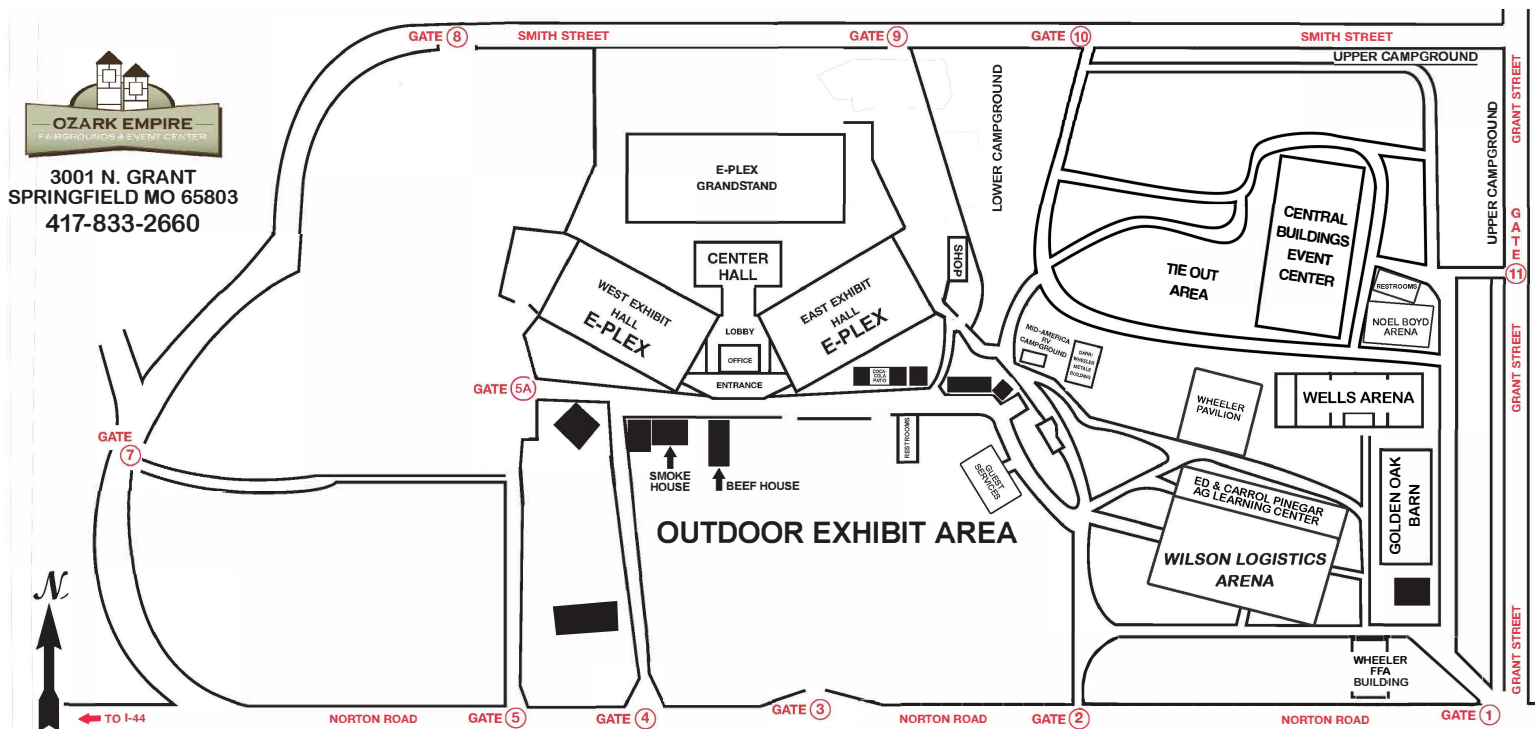 GATE 8
SMITH STREET
GATE 9
GATE 10
SMITH STREET
UPPER CAMPGROUND
OZARK EMPIRE
FAIRGROUNDS & EVENT CENTER
3001 N. GRANT
SPRINGFIELD MO 65803
417-833-2660
GRANT STREET
LOWER CAMPGROUND
UPPER CAMPGROUND
E-PLEX
GRANDSTAND
CENTRAL
BUILDINGS
EVENT
CENTER
GATE
11
SHOP
CENTER
HALL
TIE OUT
AREA
WEST EXHIBIT
HALL
E-PLEX
EAST EXHIBIT
HALL
E-PLEX
RESTROOMS
NOEL BOYD
ARENA
LOBBY
OFFICE
ENTRANCE
MID-AMERICA
RV
CAMPGROUND
WHEELER
METALS
BUILDING
COCA-
COLA
PATIO
GRANT STREET
GATE 5A
WHEELER
PAVILION
WELLS ARENA
GATE
7
RESTROOMS
SMOKE
HOUSE
BEEF HOUSE
GUEST
SERVICES
ED & CARROL PINEGAR
AG LEARNING CENTER
GOLDEN OAK
BARN
OUTDOOR EXHIBIT AREA
WILSON LOGISTICS
ARENA
N
GRANT STREET
WHEELER
FFA
BUILDING
TO I-44
NORTON ROAD
GATE 5
GATE 4
GATE 3
NORTON ROAD
GATE 2
NORTON ROAD
GATE 1